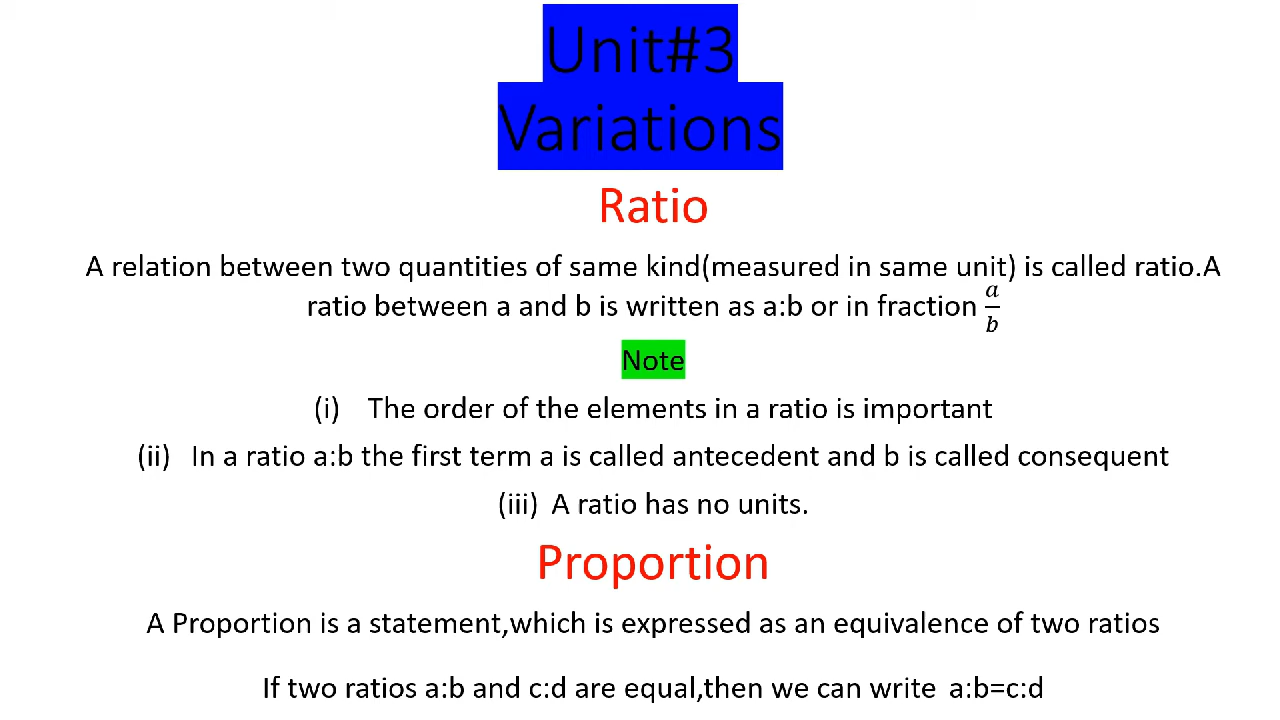 Unit#3
Variations
Ratio
A relation between two quantities of same kind(measured in same unit) is called ratio.A
ratio between a and b is written as a:b or in fraction a/b
Note
(i) The order of the elements in a ratio is important
(ii) In a ratio a:b the first term a is called antecedent and b is called consequent
(iii) A ratio has no units.
Proportion
A Proportion is a statement,which is expressed as an equivalence of two ratios
If two ratios a:b and c:d are equal,then we can write a:b=c:d